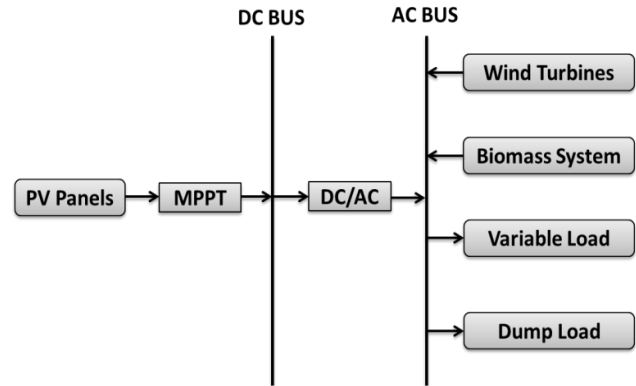 DC BUS
AC BUS
Wind Turbines
Biomass System
PV Panels
MPPT
DC/AC
Variable Load
Dump Load